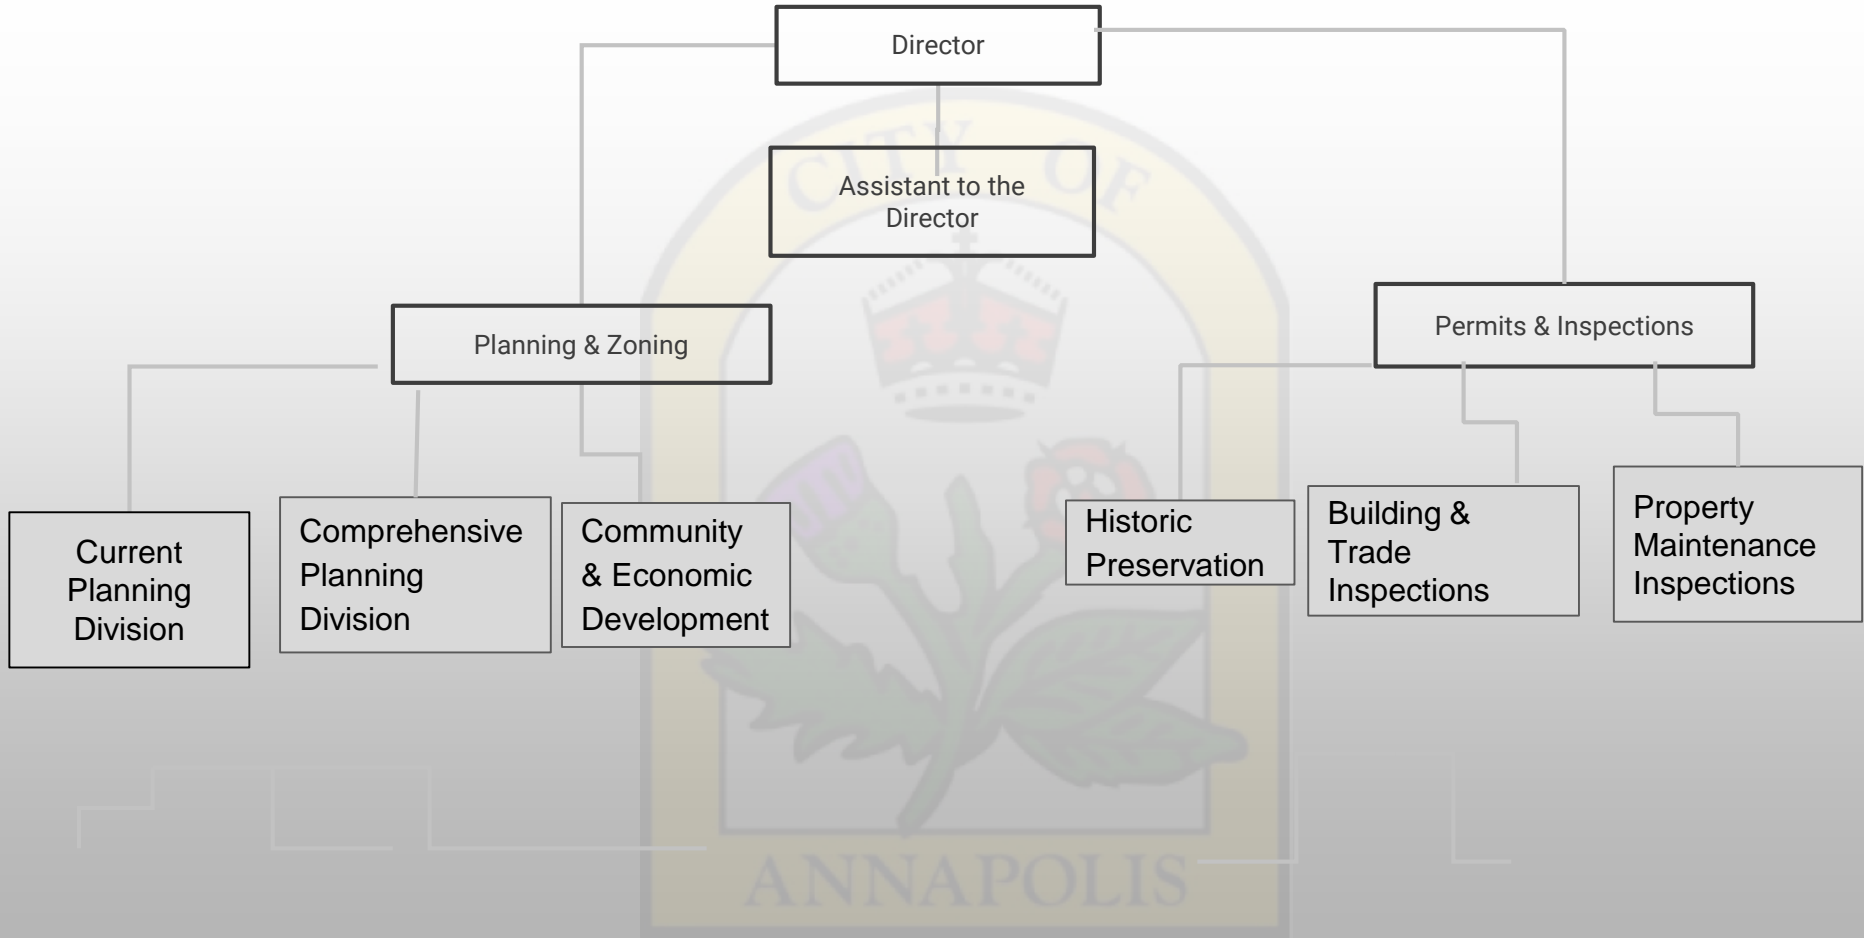 Director
CITY OF
Assistant to the
Director
Planning & Zoning
Permits & Inspections
Current
Planning
Division
Comprehensive
Planning
Division
Community
& Economic
Development
Historic
Preservation
Building &
Trade
Inspections
Property
Maintenance
Inspections
ANNAPOLIS